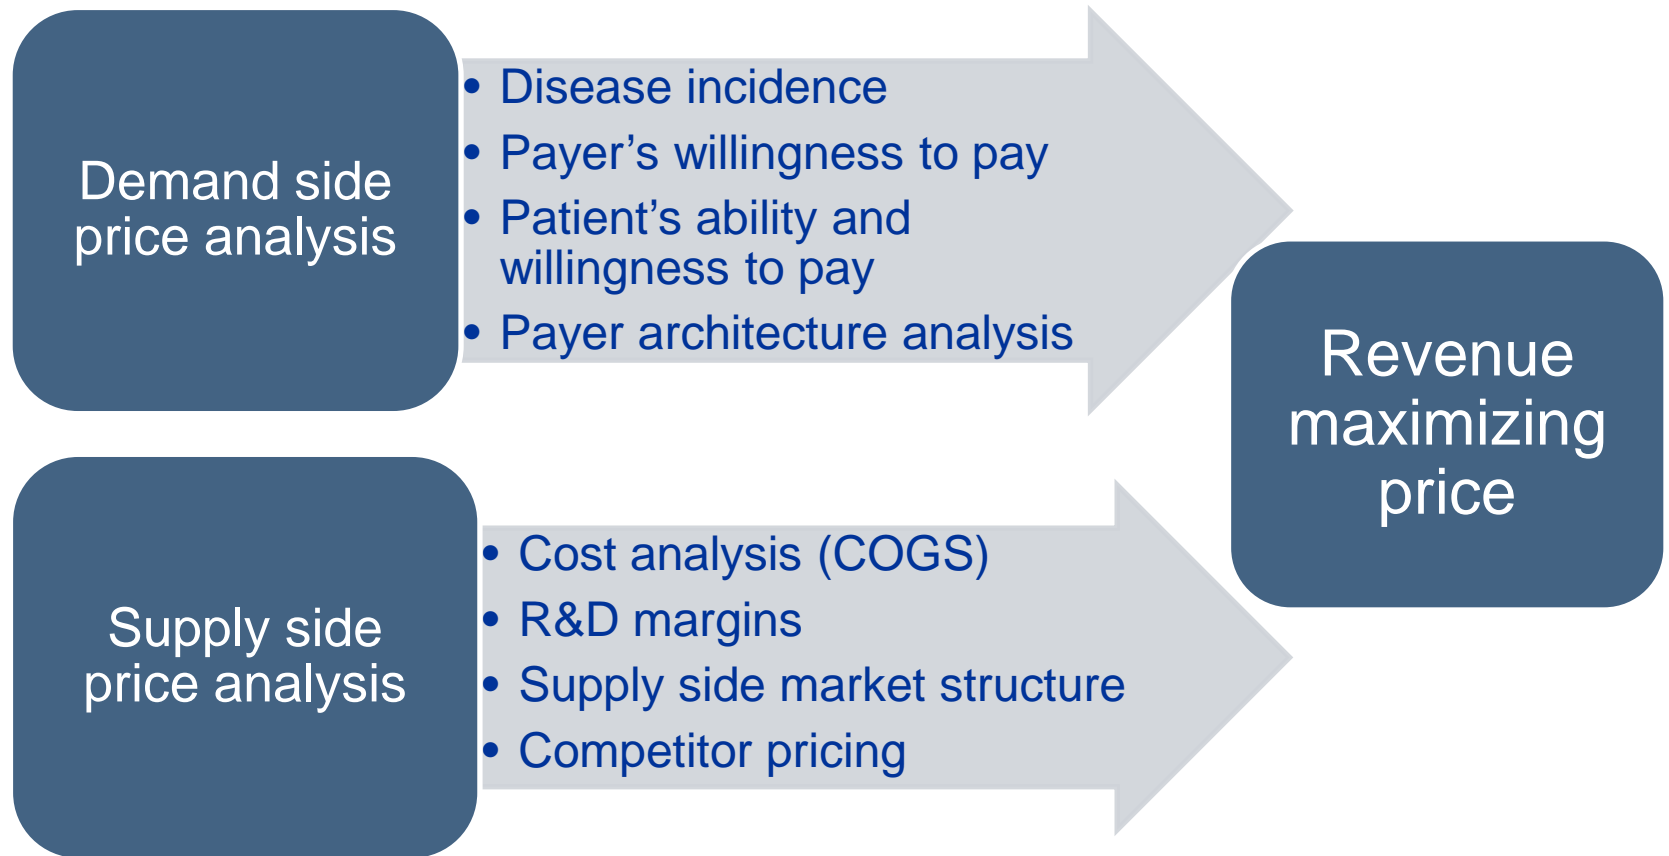 Demand side
price analysis
• Disease incidence
• Payer’s willingness to pay
• Patient’s ability and
willingness to pay
• Payer architecture analysis
Revenue
maximizing
price
Supply side
price analysis
• Cost analysis (COGS)
• R&D margins
• Supply side market structure
• Competitor pricing